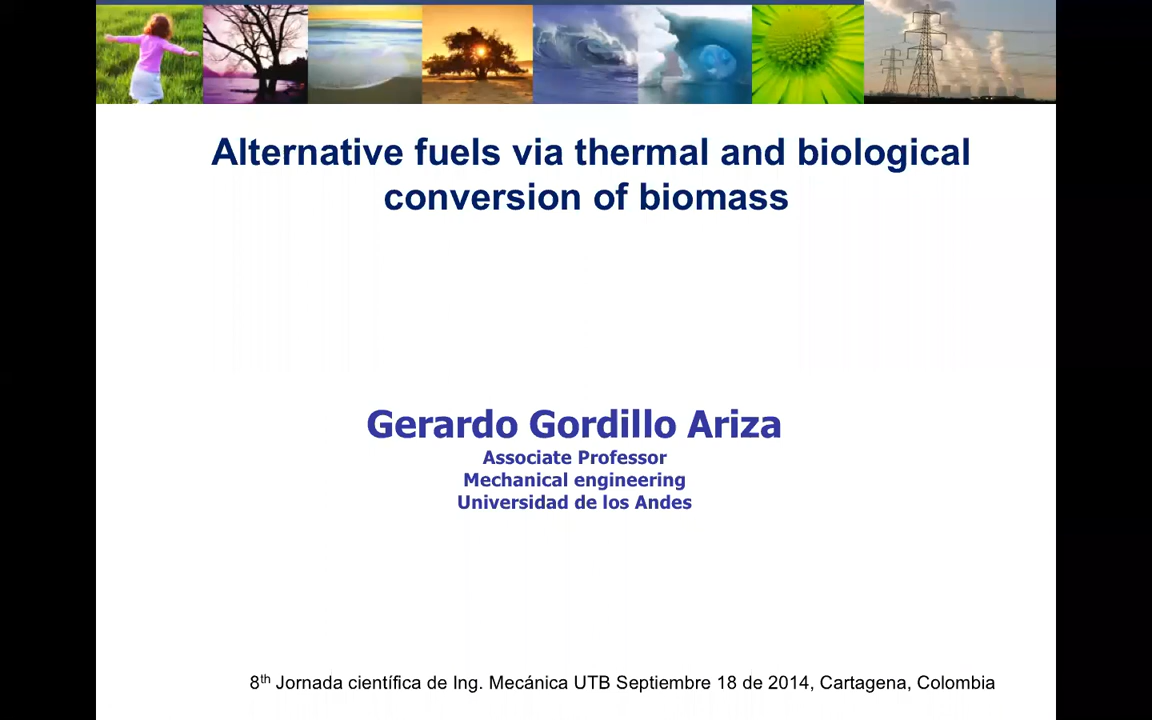 Alternative fuels via thermal and biological
conversion of biomass
Gerardo Gordillo Ariza
Associate Professor
Mechanical engineering
Universidad de los Andes
8th Jornada científica de Ing. Mecánica UTB Septiembre 18 de 2014, Cartagena, Colombia